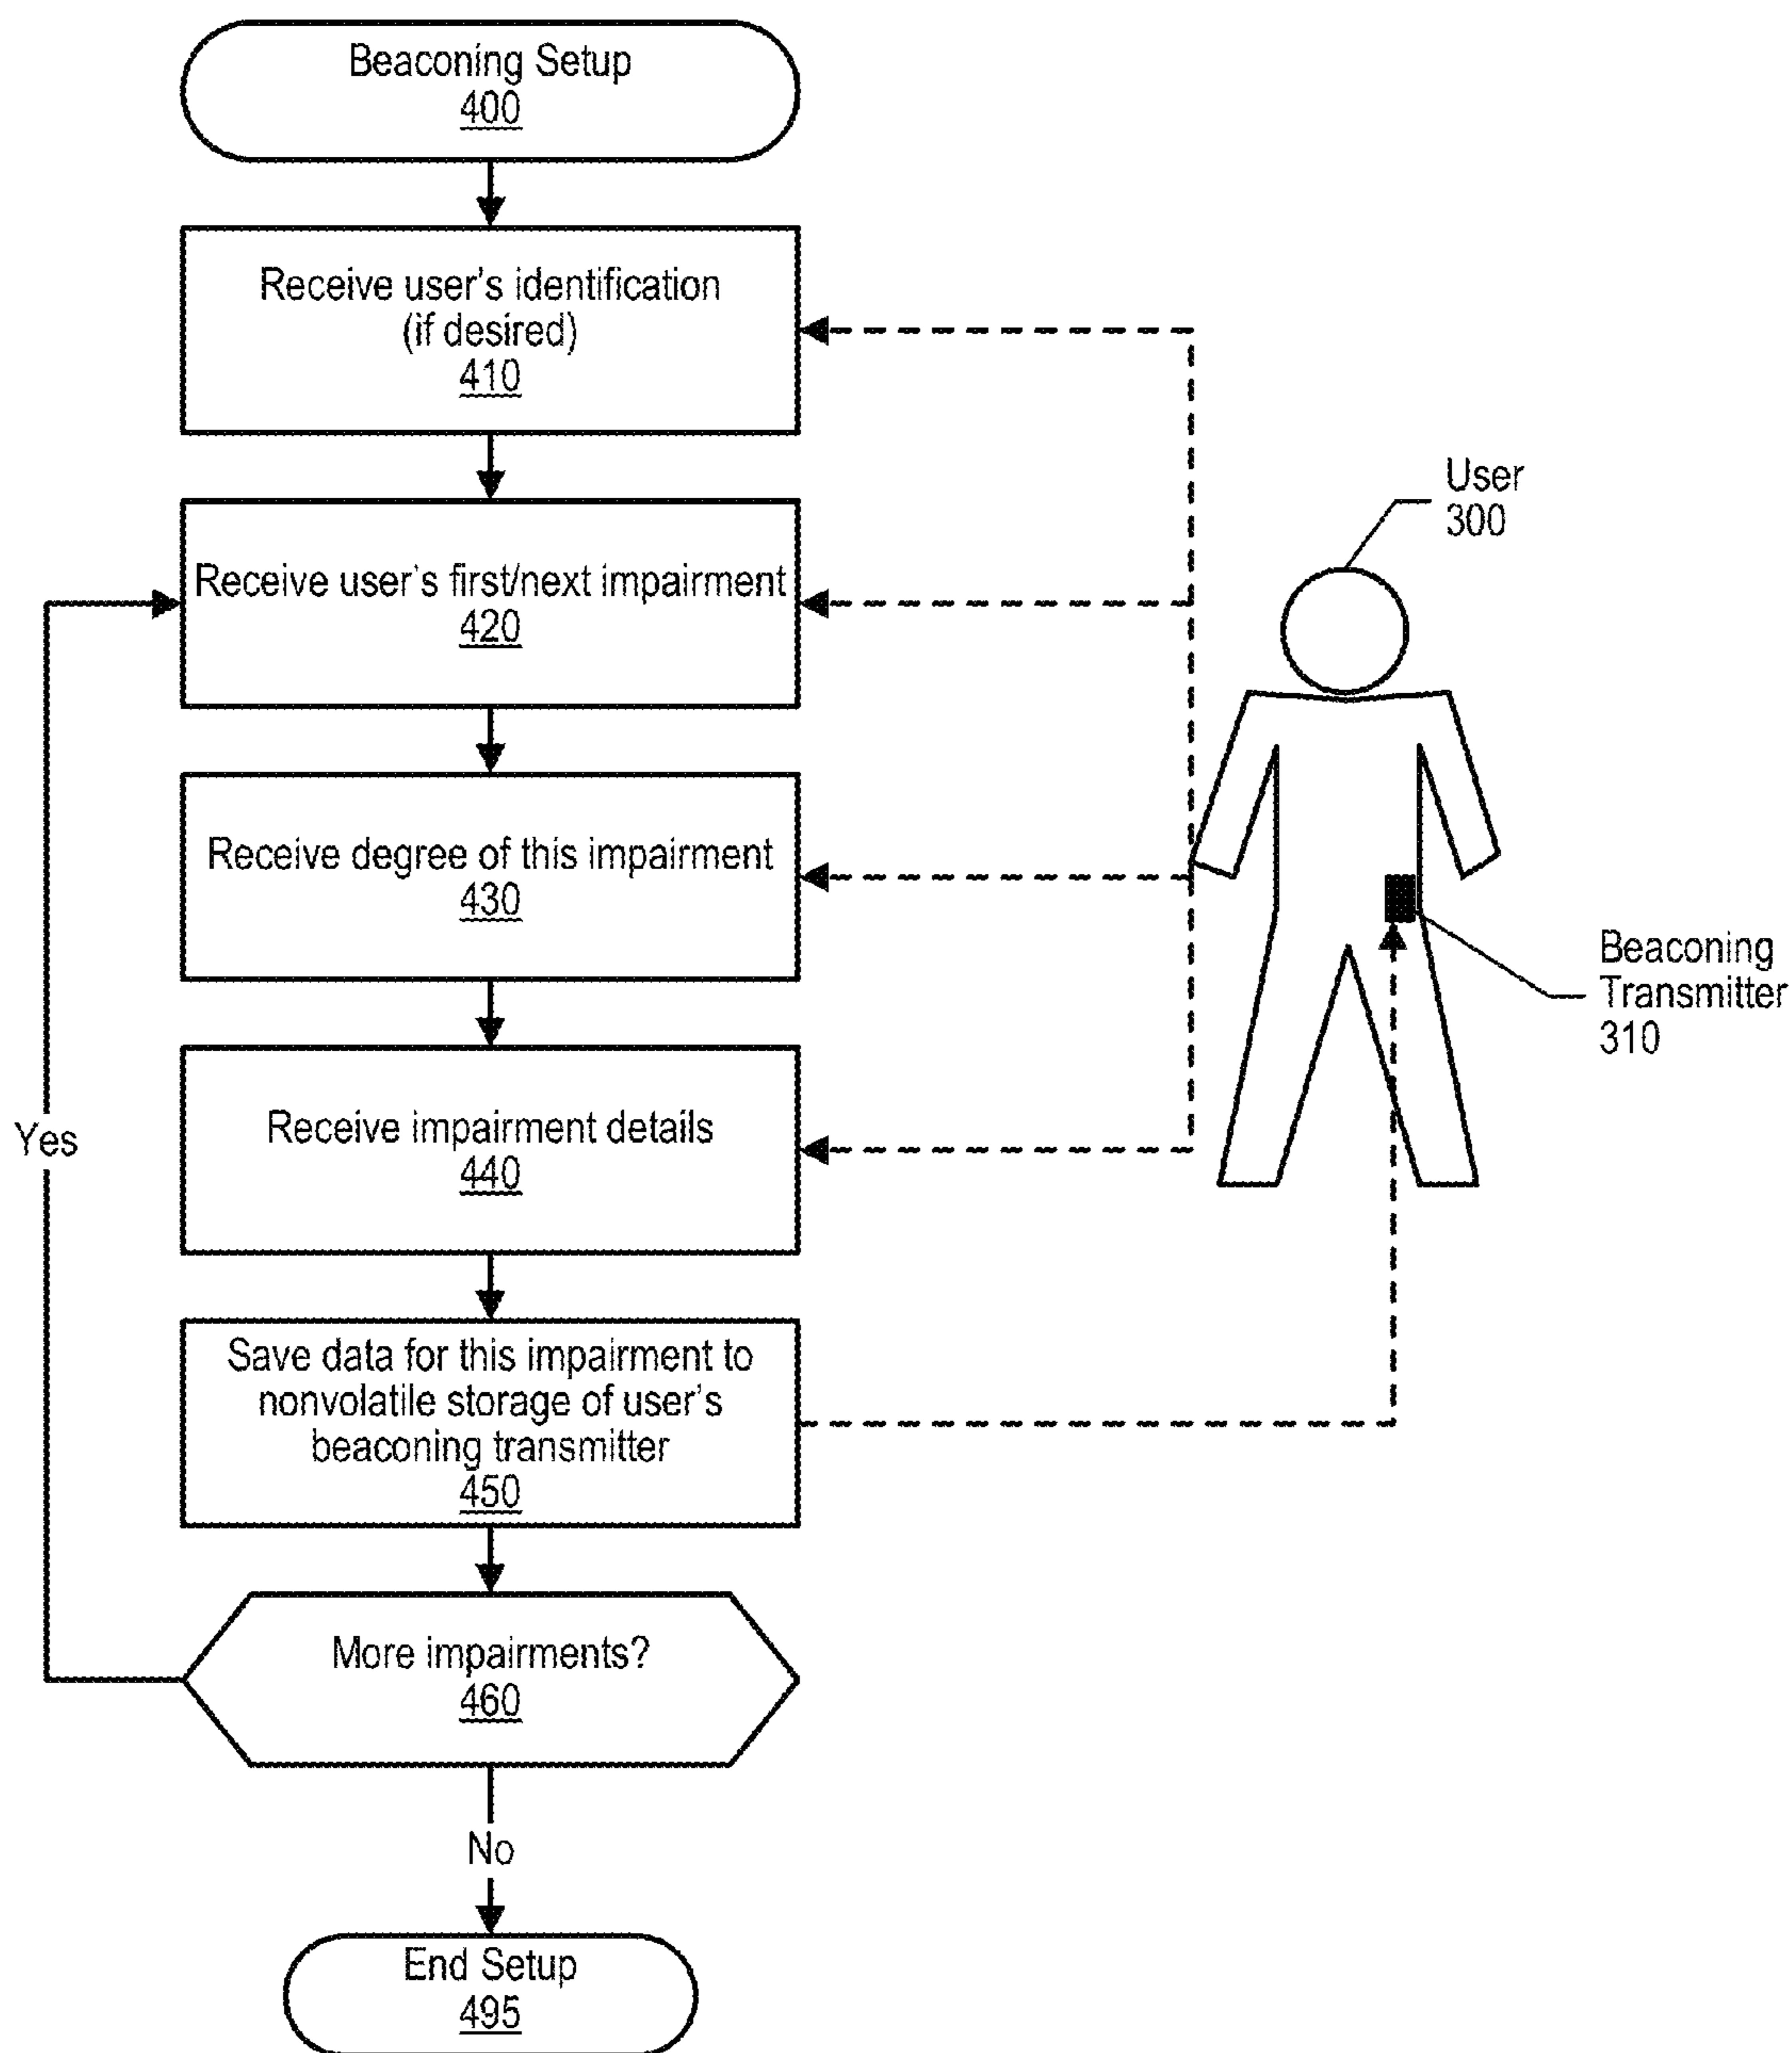 Beaconing Setup
400
Receive user's identification
(if desired)
410
Receive user's first/next impairment
420
Receive degree of this impairment
430
Receive impairment details
440
Save data for this impairment to
nonvolatile storage of user's
beaconing transmitter
450
More impairments?
460
Yes
No
End Setup
495
User
300
Beaconing
Transmitter
310